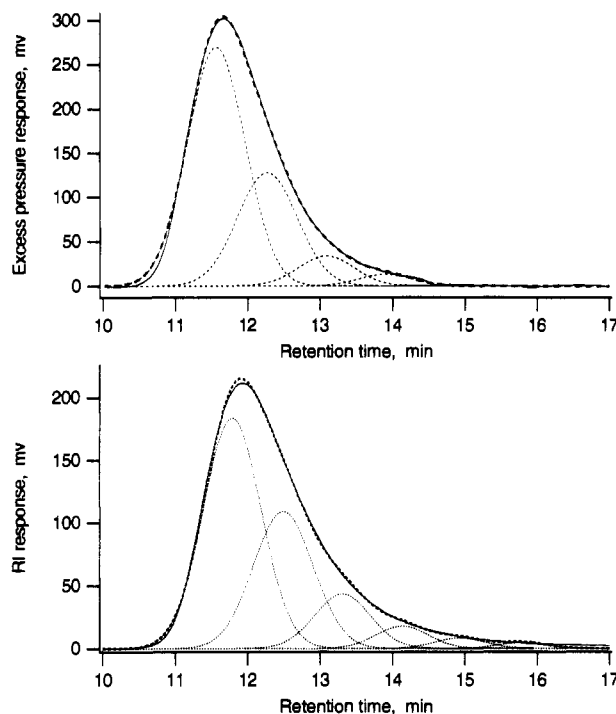 Excess pressure response, mv
300
250
200
150
100
50
0
10 11 12 13 14 15 16 17
Retention time, min
RI response, mv
200
150
100
50
0
10 11 12 13 14 15 16 17
Retention time, min